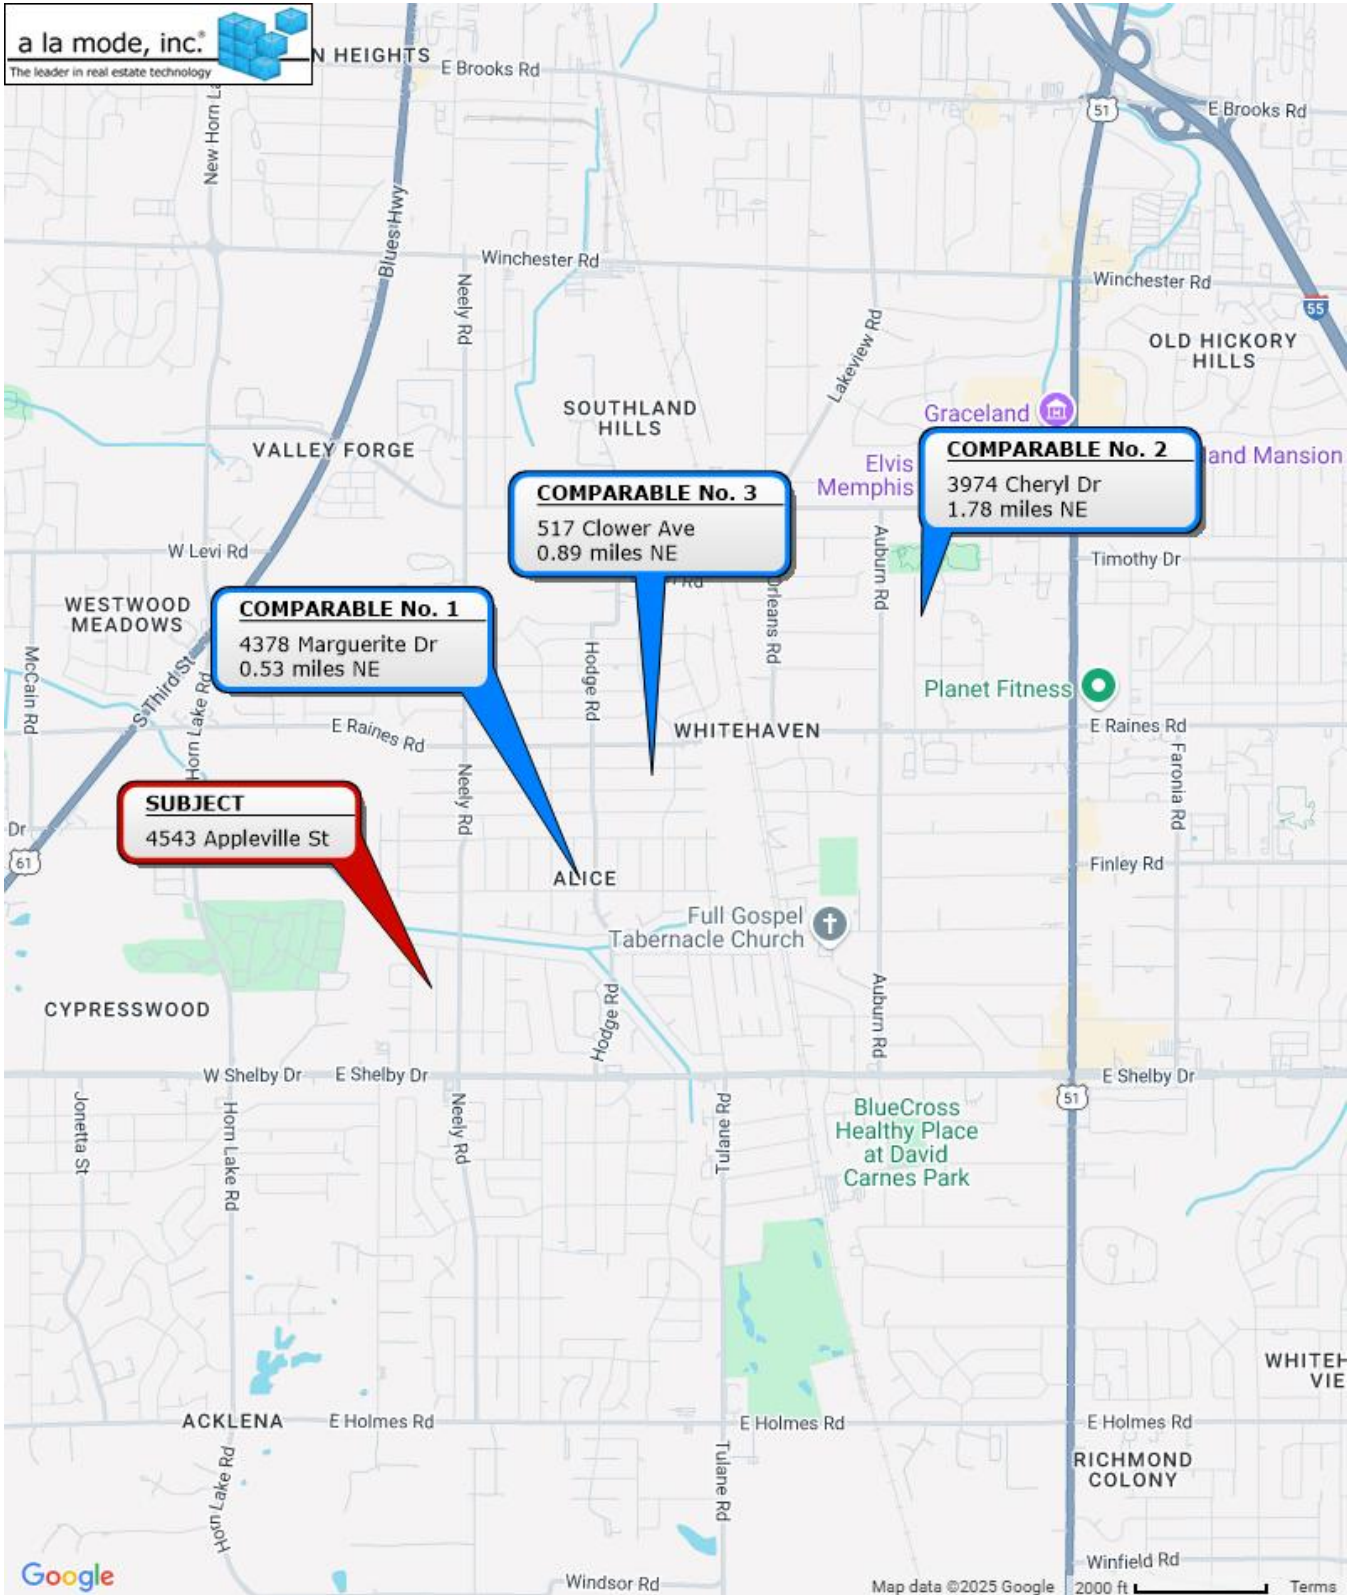 a la mode, inc.®
The leader in real estate technology
N HEIGHTS
E Brooks Rd
51
E Brooks Rd
New Horn La
Blues Hwy
Winchester Rd
Neely Rd
Winchester Rd
55
Lakeview Rd
OLD HICKORY
HILLS
SOUTHLAND
HILLS
Graceland
VALLEY FORGE
COMPARABLE No. 2
3974 Cheryl Dr
1.78 miles NE
and Mansion
Elvis
Memphis
COMPARABLE No. 3
517 Clower Ave
0.89 miles NE
Rd
W Levi Rd
Auburn Rd
Timothy Dr
Orleans Rd
WESTWOOD
MEADOWS
COMPARABLE No. 1
4378 Marguerite Dr
0.53 miles NE
McCain Rd
S Third St
Horn Lake Rd
Hodge Rd
Planet Fitness
E Raines Rd
WHITEHAVEN
E Raines Rd
Neely Rd
Faronia Rd
SUBJECT
4543 Appleville St
Dr
61
Finley Rd
ALICE
Full Gospel
Tabernacle Church
CYPRESSWOOD
Hodge Rd
Auburn Rd
W Shelby Dr
E Shelby Dr
E Shelby Dr
51
Jonetta St
Horn Lake Rd
Neely Rd
Tulane Rd
BlueCross
Healthy Place
at David
Carnes Park
WHITEH
VIE
ACKLENA
E Holmes Rd
E Holmes Rd
E Holmes Rd
Horn Lake Rd
Tulane Rd
RICHMOND
COLONY
Winfield Rd
Google
Windsor Rd
Map data ©2025 Google
2000 ft
Terms